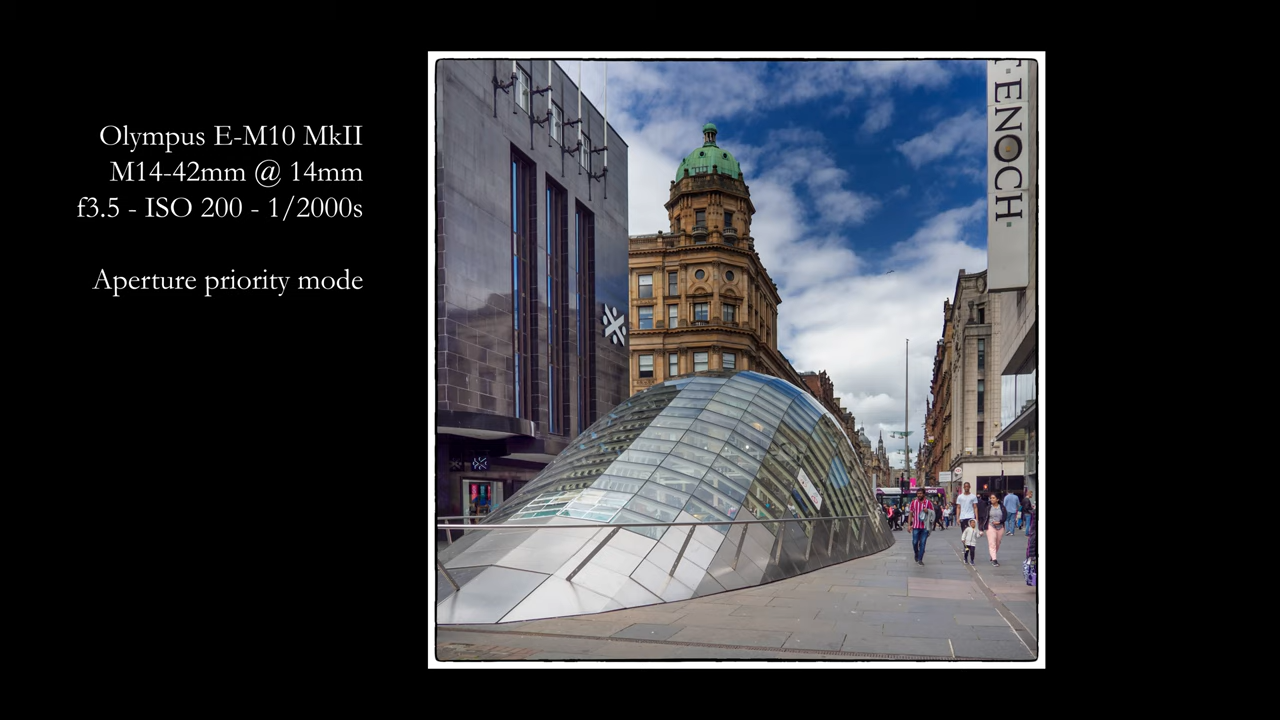 Olympus E-M10 MkII
M14-42mm @ 14mm
f3.5 - ISO 200 - 1/2000s
Aperture priority mode
ENOCH